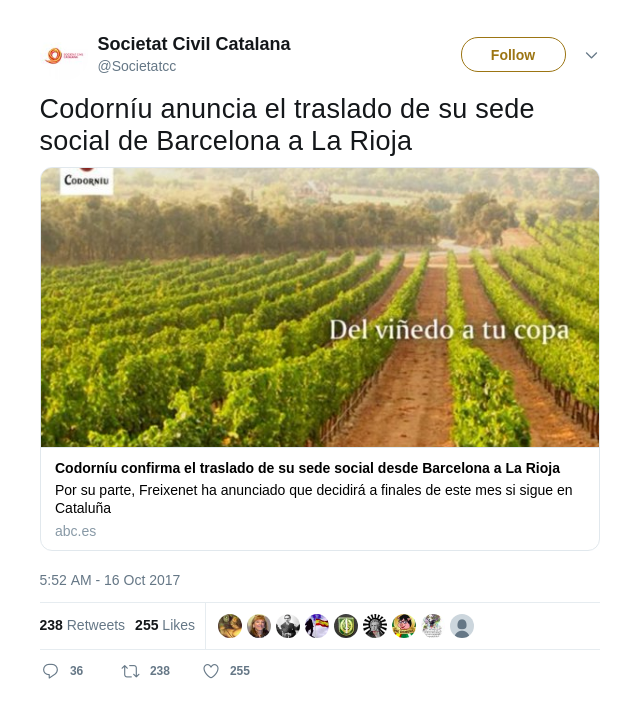 Societat Civil Catalana
@Societatcc
Follow
Codorníu anuncia el traslado de su sede
social de Barcelona a La Rioja
CODORNÍU
Del viñedo a tu copa
Codorníu confirma el traslado de su sede social desde Barcelona a La Rioja
Por su parte, Freixenet ha anunciado que decidirá a finales de este mes si sigue en
Cataluña
abc.es
5:52 AM - 16 Oct 2017
238 Retweets 255 Likes
36 238 255